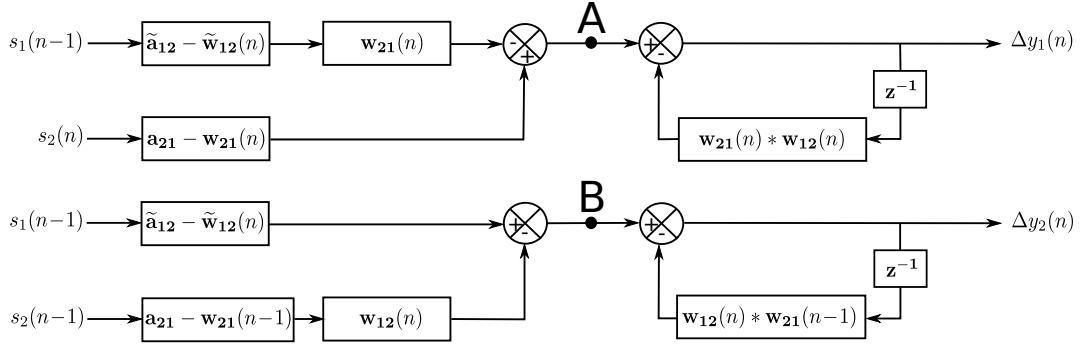 A
s₁(n−1) ã₁₂ − w̃₁₂(n) w₂₁(n) - + + - Δy₁(n)
z⁻¹
s₂(n) a₂₁ − w₂₁(n) w₂₁(n) ∗ w₁₂(n)
B
s₁(n−1) ã₁₂ − w̃₁₂(n) + - + - Δy₂(n)
z⁻¹
s₂(n−1) a₂₁ − w₂₁(n−1) w₁₂(n) w₁₂(n) ∗ w₂₁(n−1)